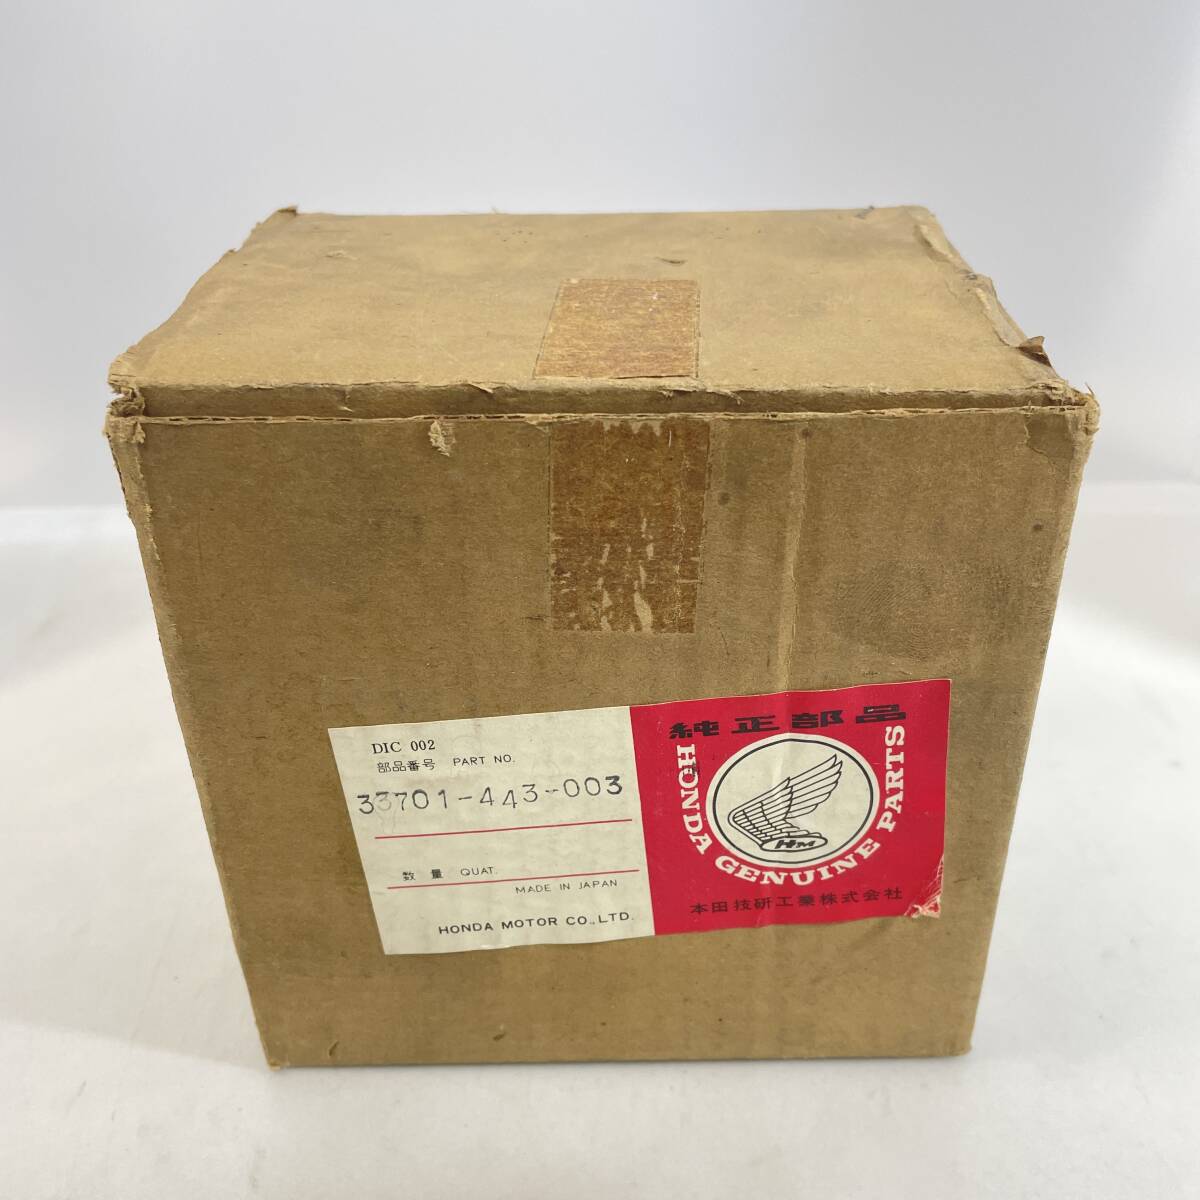 DIC 002
部品番号 PART NO.
33701-443-003
数量 QUAT.
MADE IN JAPAN
HONDA MOTOR CO.,LTD.
純正部品
HONDA GENUINE PARTS
HM
本田技研工業株式会社